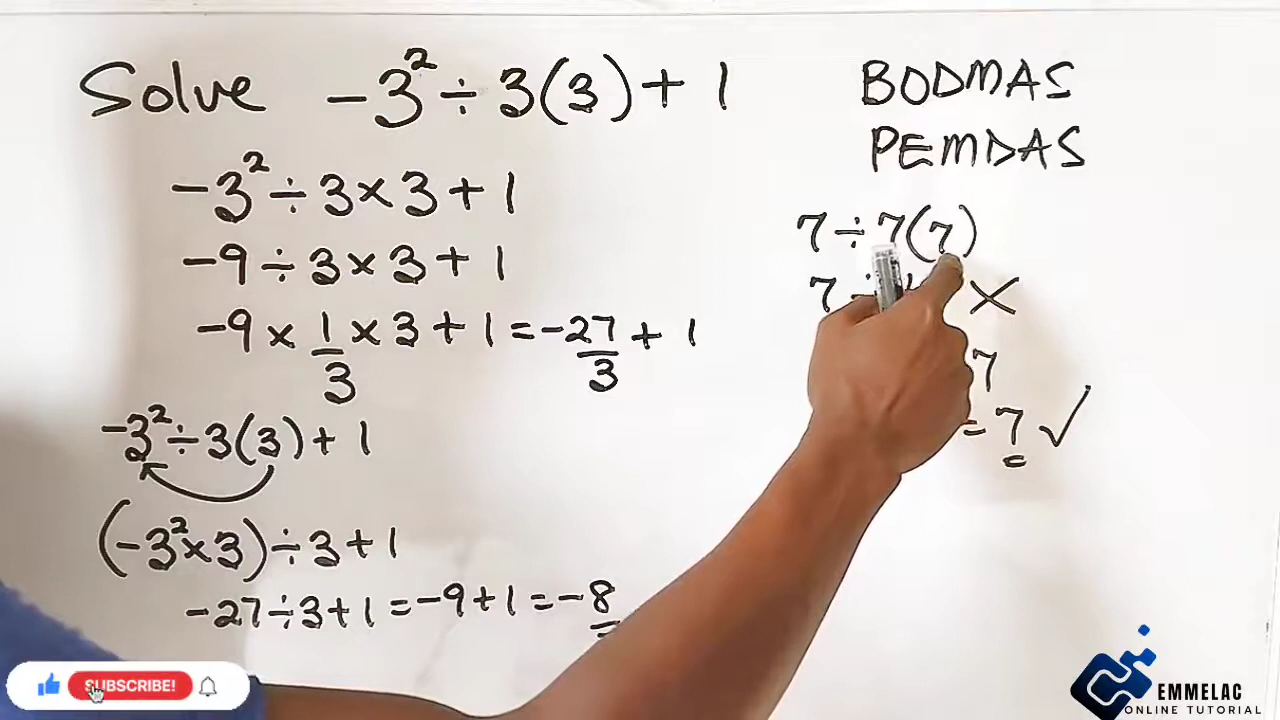 Solve -3² ÷ 3(3) + 1
-3² ÷ 3 × 3 + 1
-9 ÷ 3 × 3 + 1
-9 × 1/3 × 3 + 1 = -27/3 + 1
-3² ÷ 3(3) + 1
(-3² × 3) ÷ 3 + 1
-27 ÷ 3 + 1 = -9 + 1 = -8
BODMAS
PEMDAS
7 ÷ 7(7)
7 ÷ ×
7
= 7 ✓
SUBSCRIBE!
EMMELAC
ONLINE TUTORIAL